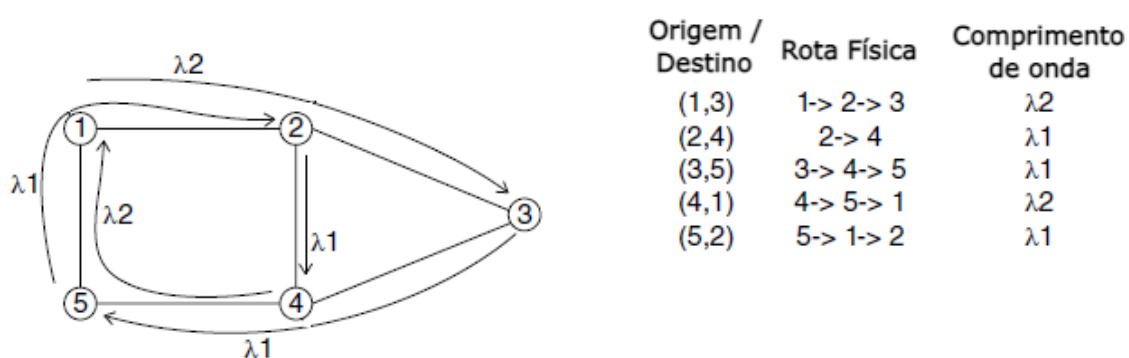 λ2
1
2
λ1
λ2
3
λ1
5
4
λ1
Origem / Destino Rota Física Comprimento de onda
(1,3) 1-> 2-> 3 λ2
(2,4) 2-> 4 λ1
(3,5) 3-> 4-> 5 λ1
(4,1) 4-> 5-> 1 λ2
(5,2) 5-> 1-> 2 λ1